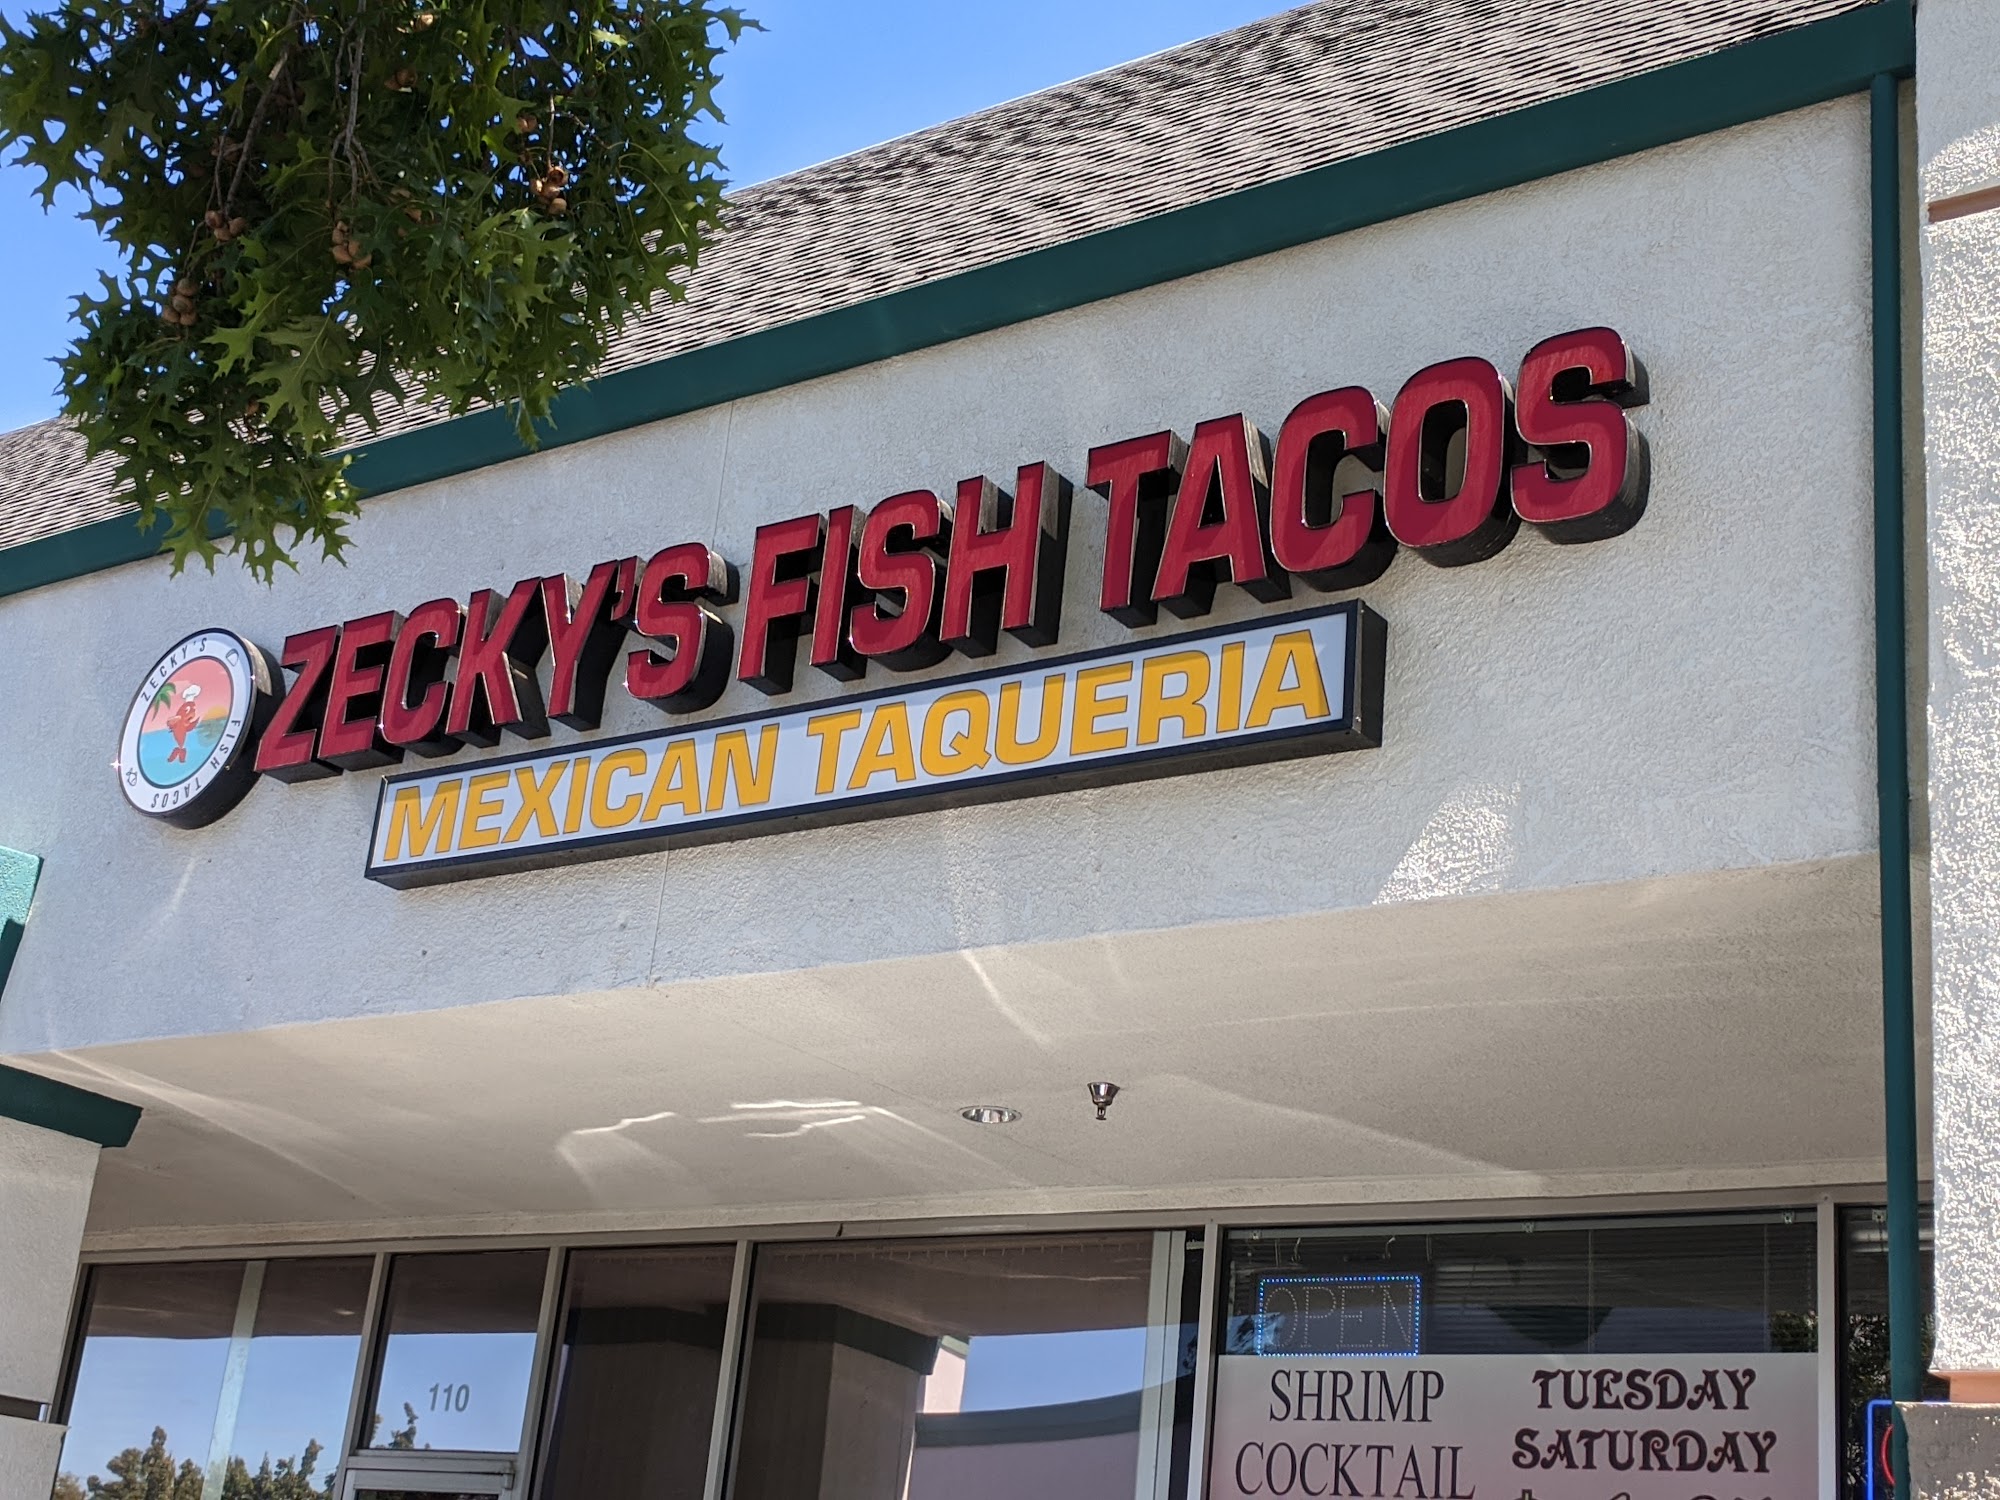 ZECKY'S FISH TACOS
ZECKY'S FISH TACOS
MEXICAN TAQUERIA
110
OPEN
SHRIMP
COCKTAIL
TUESDAY
SATURDAY